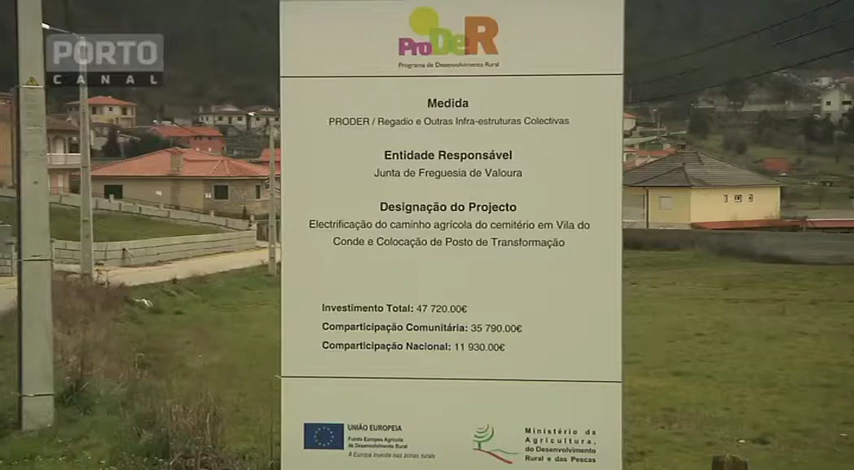 PORTO
CANAL
ProDeR
Programa de Desenvolvimento Rural
Medida
PRODER / Regadio e Outras Infra-estruturas Colectivas
Entidade Responsável
Junta de Freguesia de Valoura
Designação do Projecto
Electrificação do caminho agrícola do cemitério em Vila do
Conde e Colocação de Posto de Transformação
Investimento Total: 47 720.00€
Comparticipação Comunitária: 35 790.00€
Comparticipação Nacional: 11 930.00€
UNIÃO EUROPEIA
Fundo Europeu Agrícola
de Desenvolvimento Rural
A Europa investe nas zonas rurais
Ministério da
Agricultura,
do Desenvolvimento
Rural e das Pescas